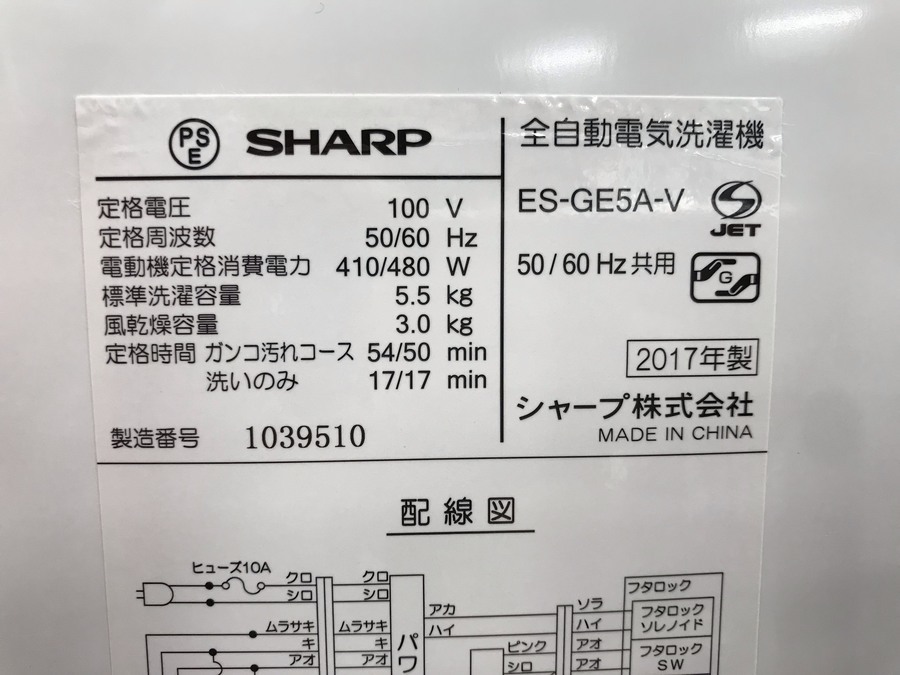 PSE SHARP
定格電圧 100 V
定格周波数 50/60 Hz
電動機定格消費電力 410/480 W
標準洗濯容量 5.5 kg
風乾燥容量 3.0 kg
定格時間 ガンコ汚れコース 54/50 min
洗いのみ 17/17 min
製造番号 1039510
全自動電気洗濯機
ES-GE5A-V
JET
50/60 Hz共用
G
2017年製
シャープ株式会社
MADE IN CHINA
配線図
ヒューズ10A
クロ クロ
シロ シロ
ムラサキ ムラサキ
キ キ
アオ アオ
パワ
アカ
ハイ
ピンク
シロ
ソラ
ハイ
アオ
アオ
フタロック
フタロック
ソレノイド
フタロック
SW